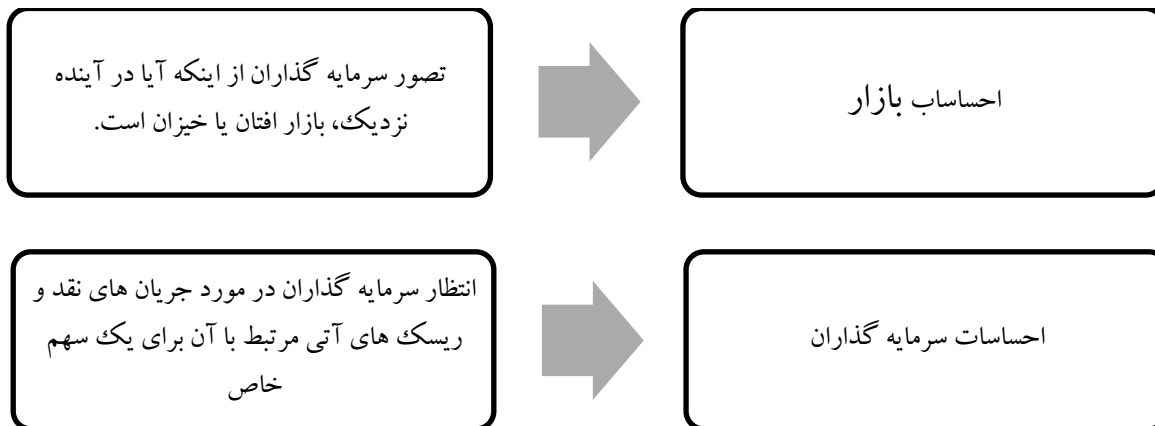 تصور سرمایه گذاران از اینکه آیا در آینده
نزدیک، بازار افتان یا خیزان است.
احساساب بازار
انتظار سرمایه گذاران در مورد جریان های نقد و
ریسک های آتی مرتبط با آن برای یک سهم
خاص
احساسات سرمایه گذاران